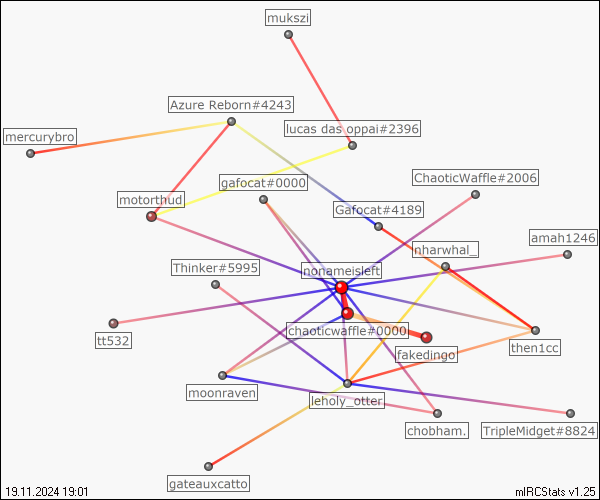 mukszi
Azure Reborn#4243
lucas das oppai#2396
mercurybro
gafocat#0000
ChaoticWaffle#2006
motorthud
Gafocat#4189
amah1246
nharwhal_
Thinker#5995
nonameisleft
chaoticwaffle#0000
tt532
fakedingo
then1cc
moonraven
leholy_otter
chobham.
TripleMidget#8824
gateauxcatto
19.11.2024 19:01
mIRCStats v1.25